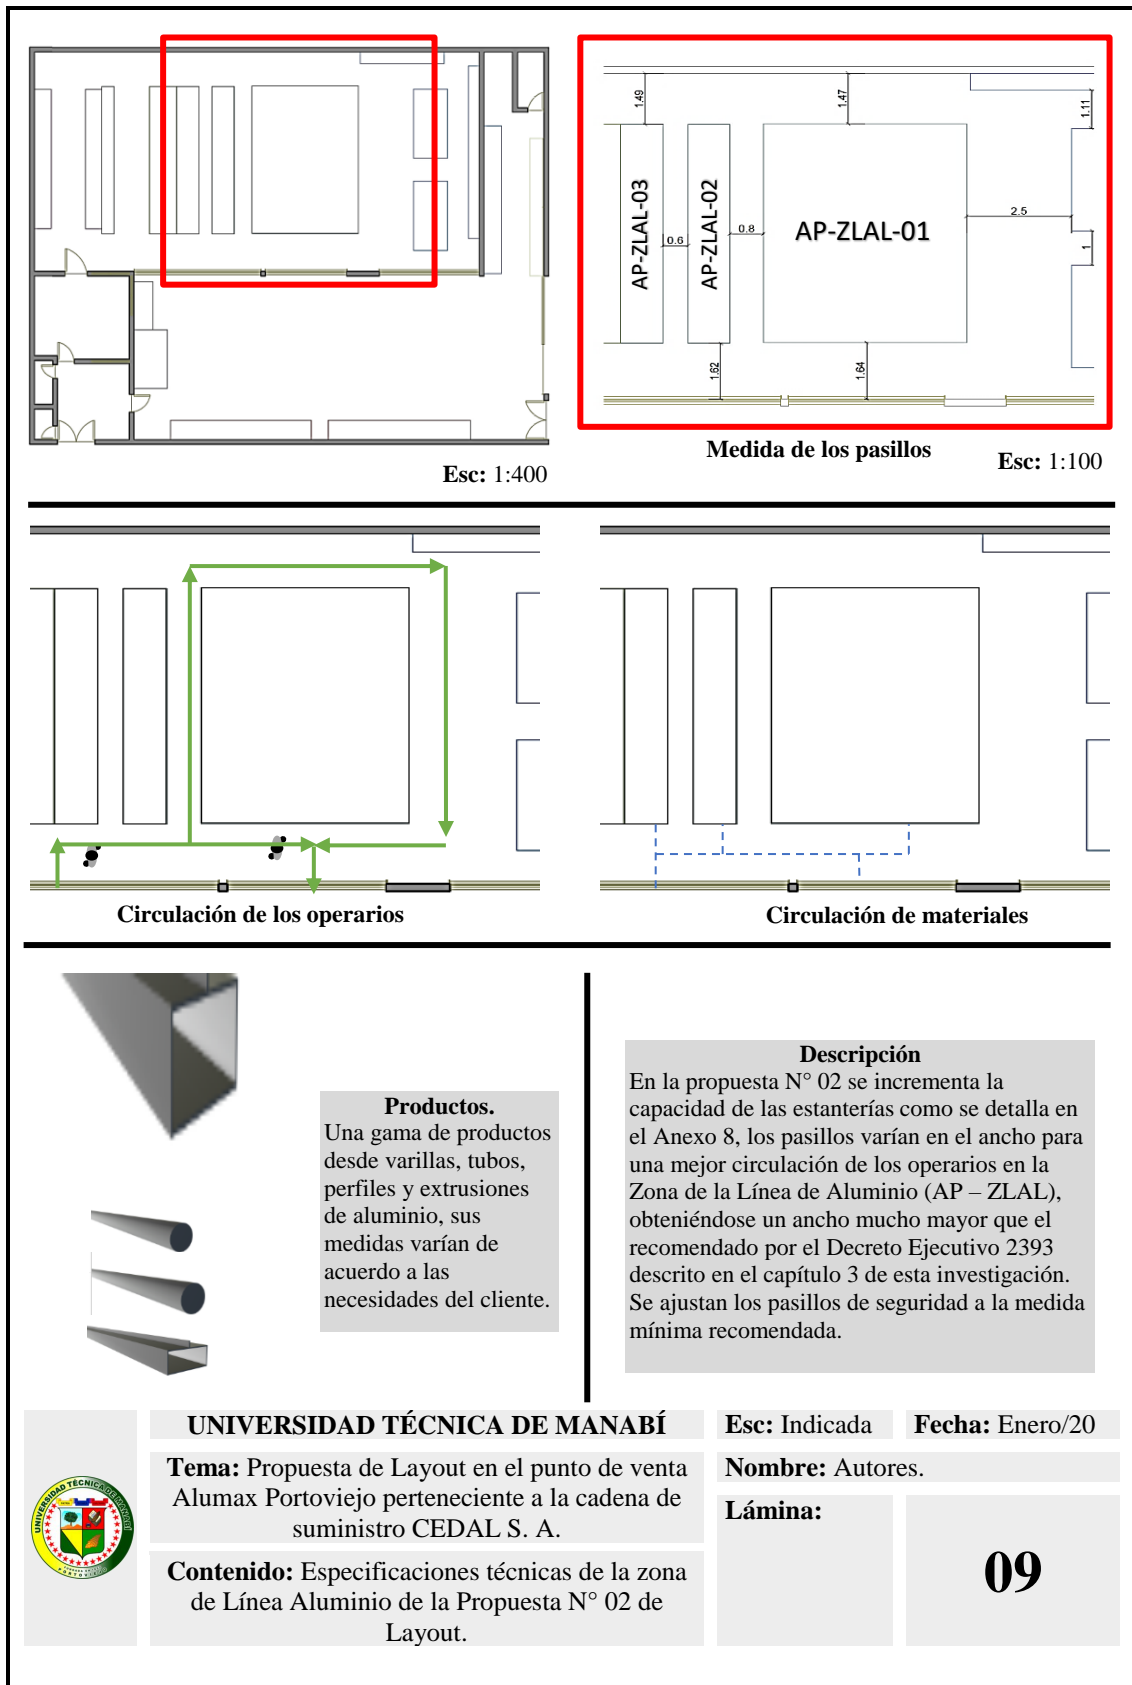 1.49
1.47
1.11
AP-ZLAL-03
0.6
AP-ZLAL-02
0.8
AP-ZLAL-01
2.5
1
1.62
1.64
Esc: 1:400
Medida de los pasillos
Esc: 1:100
Circulación de los operarios
Circulación de materiales
Productos.
Una gama de productos
desde varillas, tubos,
perfiles y extrusiones
de aluminio, sus
medidas varían de
acuerdo a las
necesidades del cliente.
Descripción
En la propuesta N° 02 se incrementa la
capacidad de las estanterías como se detalla en
el Anexo 8, los pasillos varían en el ancho para
una mejor circulación de los operarios en la
Zona de la Línea de Aluminio (AP – ZLAL),
obteniéndose un ancho mucho mayor que el
recomendado por el Decreto Ejecutivo 2393
descrito en el capítulo 3 de esta investigación.
Se ajustan los pasillos de seguridad a la medida
mínima recomendada.
UNIVERSIDAD TÉCNICA DE MANABÍ
PORTOVIEJO
UNIVERSIDAD TÉCNICA DE MANABÍ
Esc: Indicada
Fecha: Enero/20
Tema: Propuesta de Layout en el punto de venta
Alumax Portoviejo perteneciente a la cadena de
suministro CEDAL S. A.
Nombre: Autores.
Contenido: Especificaciones técnicas de la zona
de Línea Aluminio de la Propuesta N° 02 de
Layout.
Lámina:
09